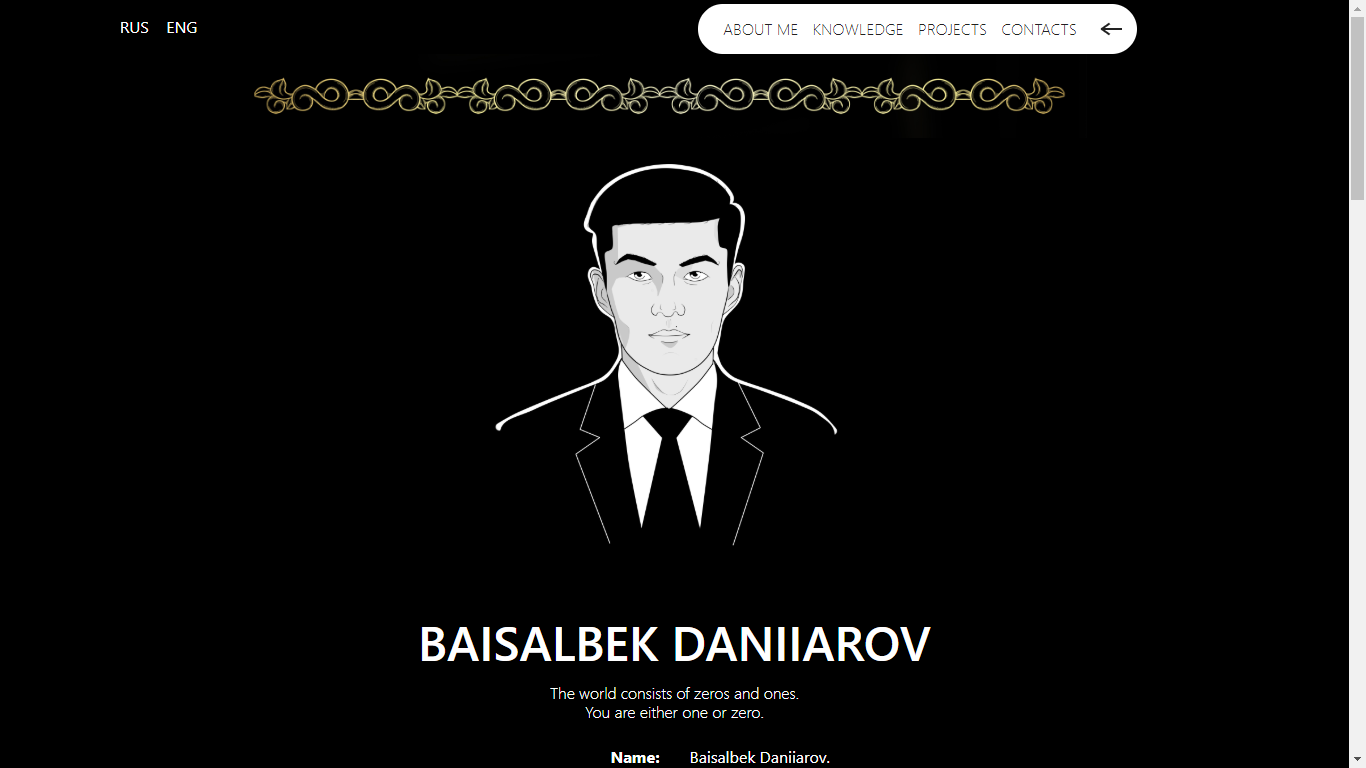 RUS ENG
ABOUT ME KNOWLEDGE PROJECTS CONTACTS
BAISALBEK DANIIAROV
The world consists of zeros and ones.
You are either one or zero.
Name: Baisalbek Daniiarov.